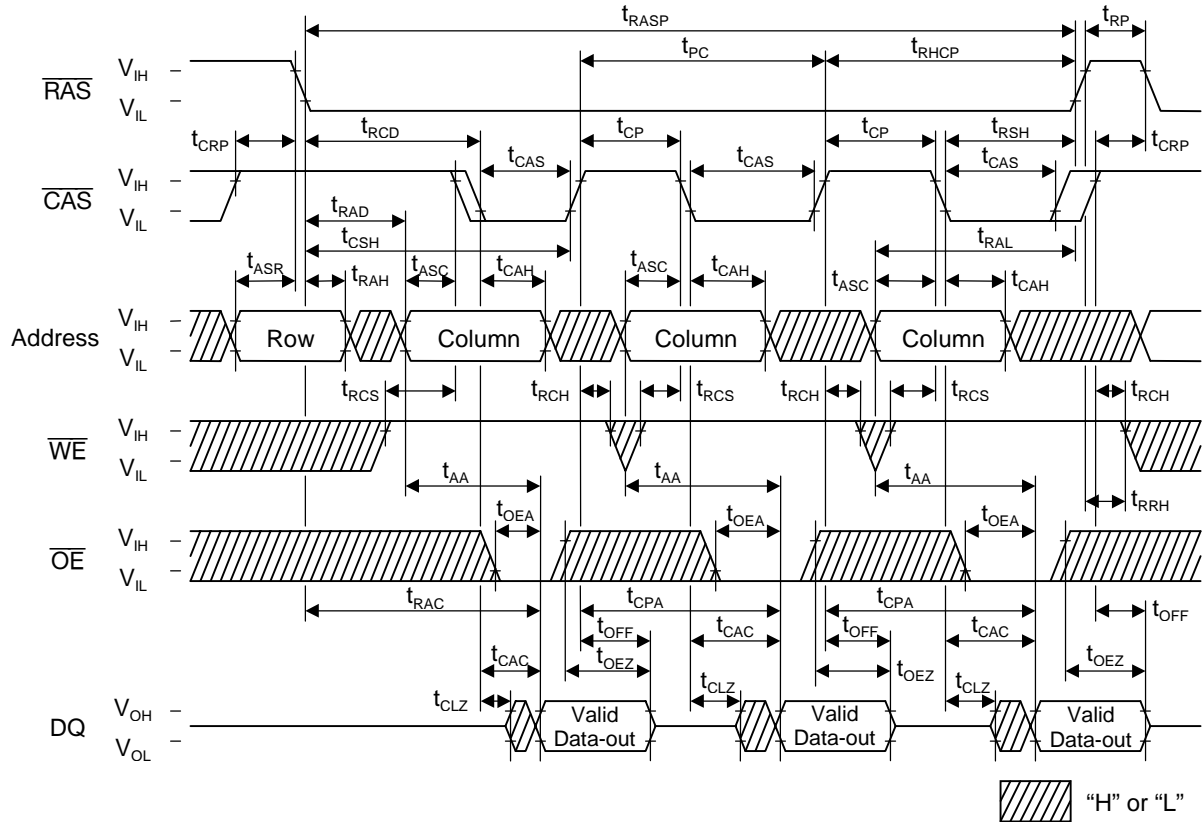 tRASP tRP
tPC tRHCP
RAS VIH
VIL
tCRP tRCD tCP tCP tRSH tCRP
tCAS tCAS tCAS
CAS VIH
VIL
tRAD
tCSH tRAL
tASR tRAH tASC tCAH tASC tCAH tASC tCAH
Address VIH
VIL
Row Column Column Column
tRCS tRCH tRCS tRCH tRCS tRCH
WE VIH
VIL
tAA tAA tAA tRRH
tOEA tOEA tOEA
OE VIH
VIL
tRAC tCPA tCPA
tCAC tOFF tCAC tOFF tCAC tOFF
tOEZ tOEZ tOEZ
tCLZ tCLZ tCLZ
DQ VOH
VOL
Valid Data-out Valid Data-out Valid Data-out
“H” or “L”